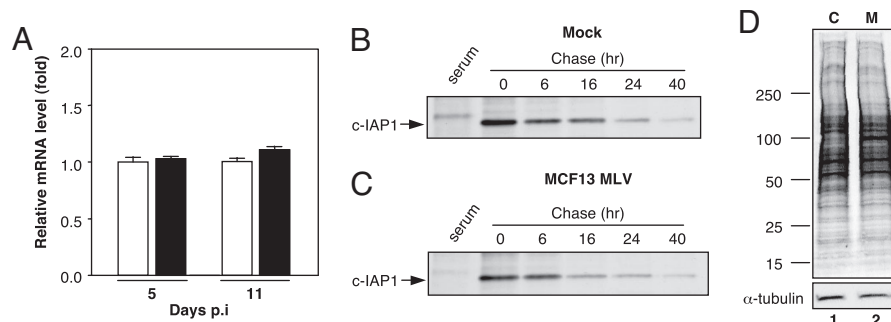 A
Relative mRNA level (fold)
2.0
1.5
1.0
0.5
0.0
5 11
Days p.i
B
Mock
serum
Chase (hr)
0 6 16 24 40
c-IAP1
C
MCF13 MLV
serum
Chase (hr)
0 6 16 24 40
c-IAP1
D
C M
250
100
50
25
15
α-tubulin
1 2